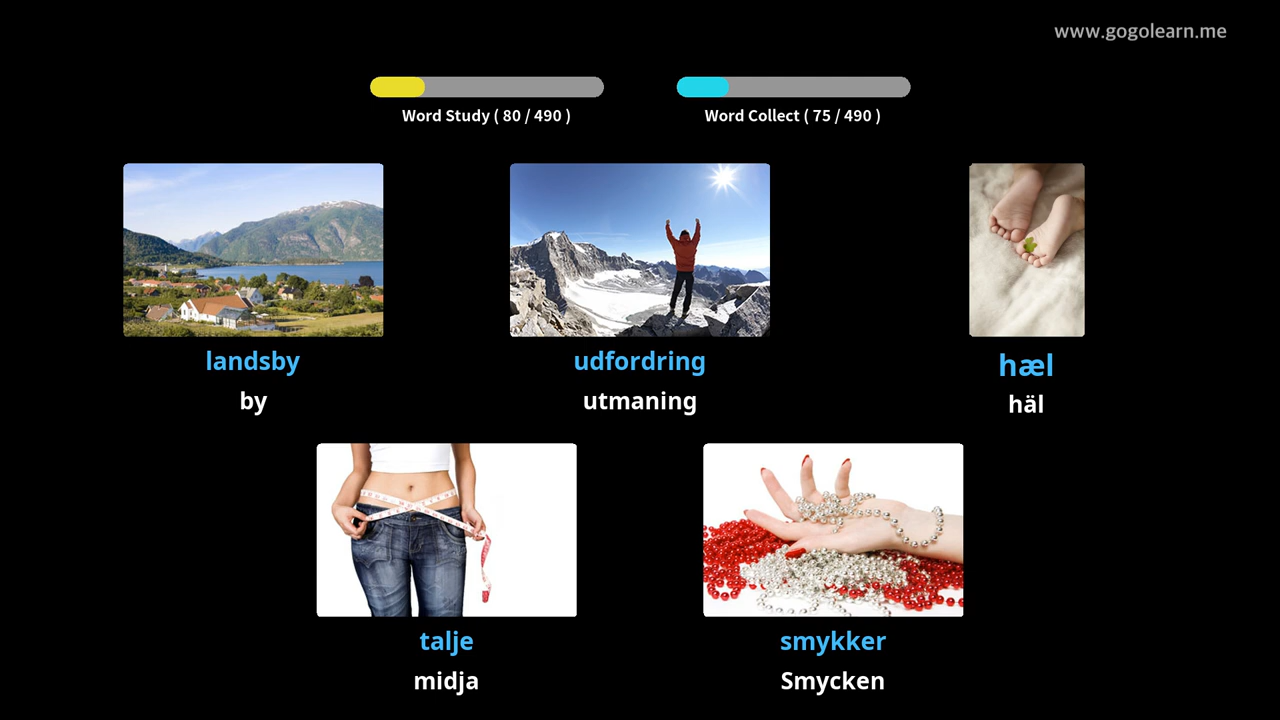 www.gogolearn.me
Word Study ( 80 / 490 )
Word Collect ( 75 / 490 )
landsby
by
udfordring
utmaning
hæl
häl
talje
midja
smykker
Smycken